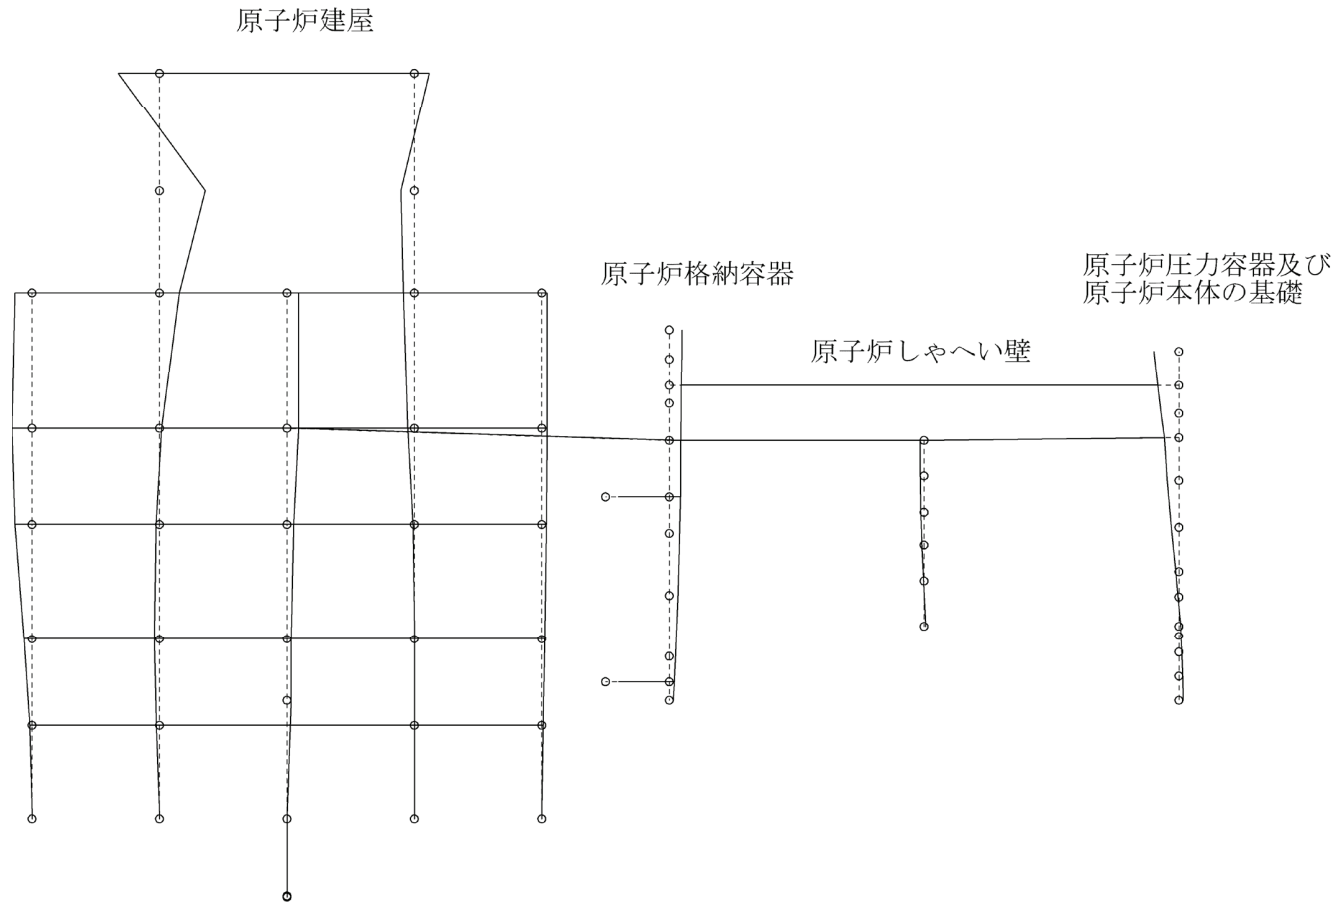 原子炉建屋
原子炉格納容器
原子炉しゃへい壁
原子炉圧力容器及び
原子炉本体の基礎